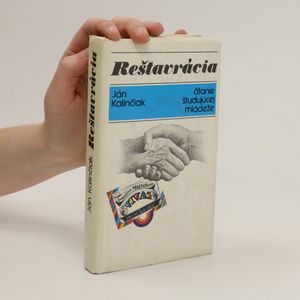 Reštavrácia
Ján
Kalinčiak
čítanie
študujúcej
mládeže
Ján Kalinčiak Reštavrácia